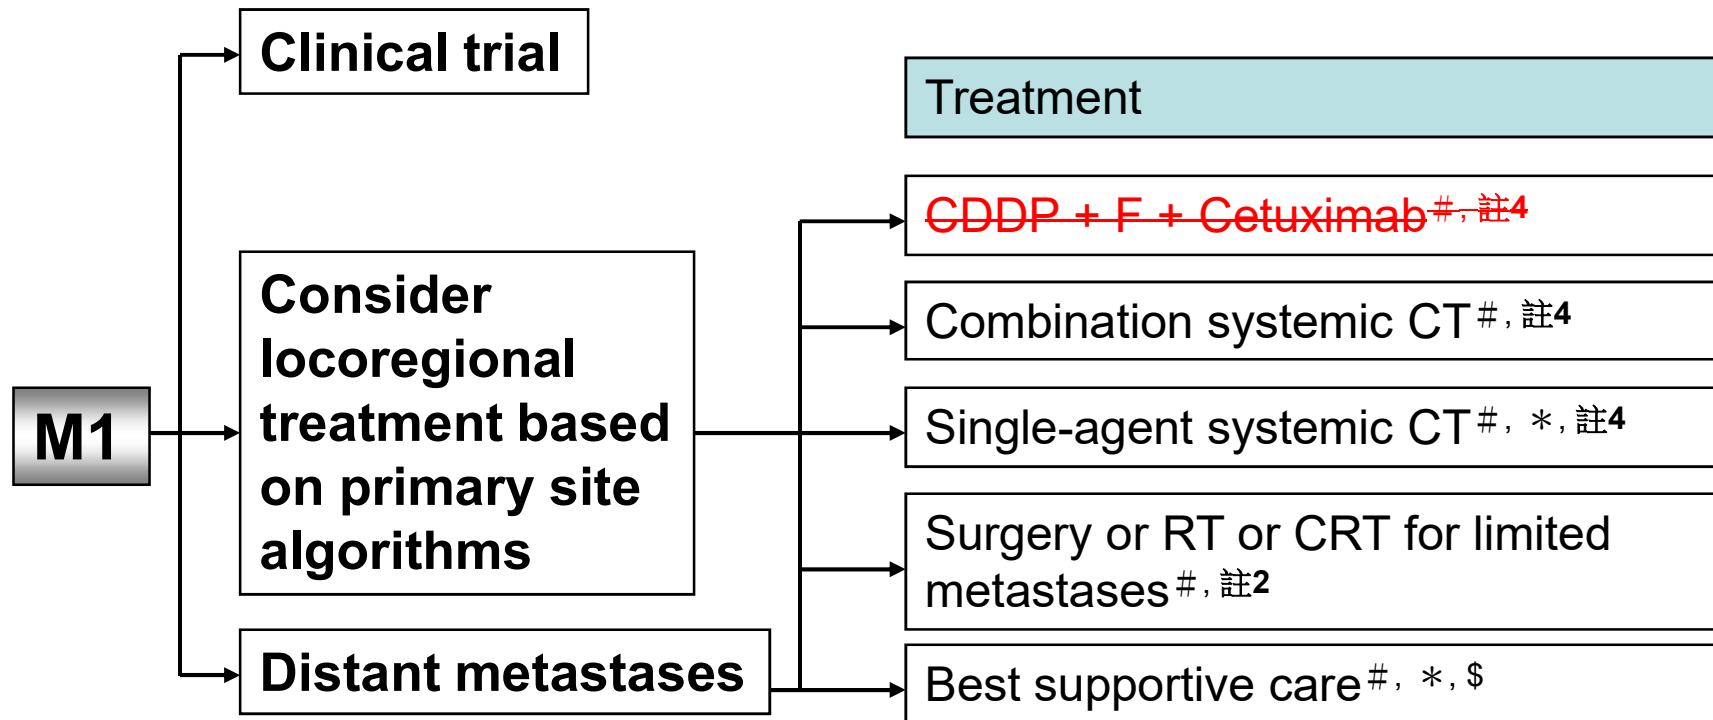 Clinical trial
Treatment
CDDP + F + Cetuximab #, 註4
Combination systemic CT #, 註4
Consider
locoregional
treatment based
on primary site
algorithms
M1
Single-agent systemic CT #, *, 註4
Surgery or RT or CRT for limited
metastases #, 註2
Distant metastases
Best supportive care #, *, $